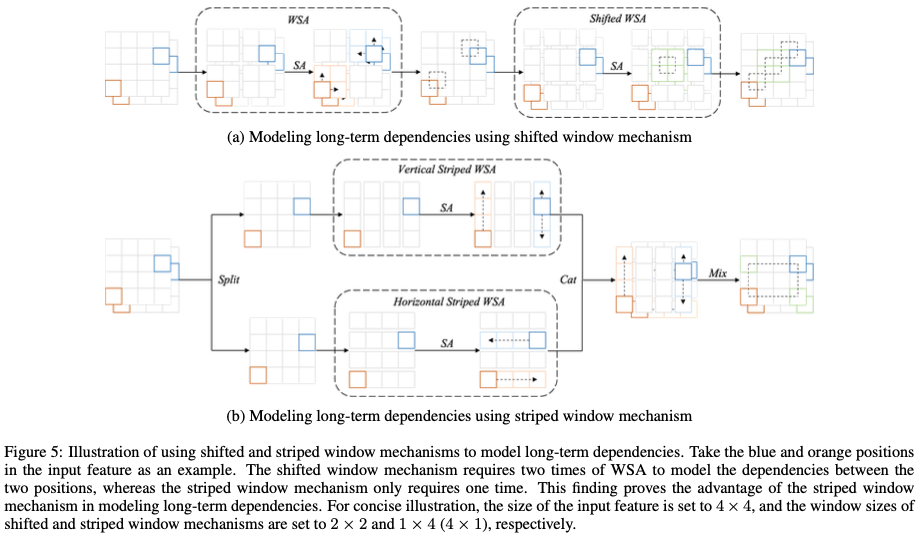 WSA
Shifted WSA
SA
SA
(a) Modeling long-term dependencies using shifted window mechanism
Vertical Striped WSA
SA
Split
Cat
Mix
Horizontal Striped WSA
SA
(b) Modeling long-term dependencies using striped window mechanism
Figure 5: Illustration of using shifted and striped window mechanisms to model long-term dependencies. Take the blue and orange positions
in the input feature as an example. The shifted window mechanism requires two times of WSA to model the dependencies between the
two positions, whereas the striped window mechanism only requires one time. This finding proves the advantage of the striped window
mechanism in modeling long-term dependencies. For concise illustration, the size of the input feature is set to 4 × 4, and the window sizes of
shifted and striped window mechanisms are set to 2 × 2 and 1 × 4 (4 × 1), respectively.